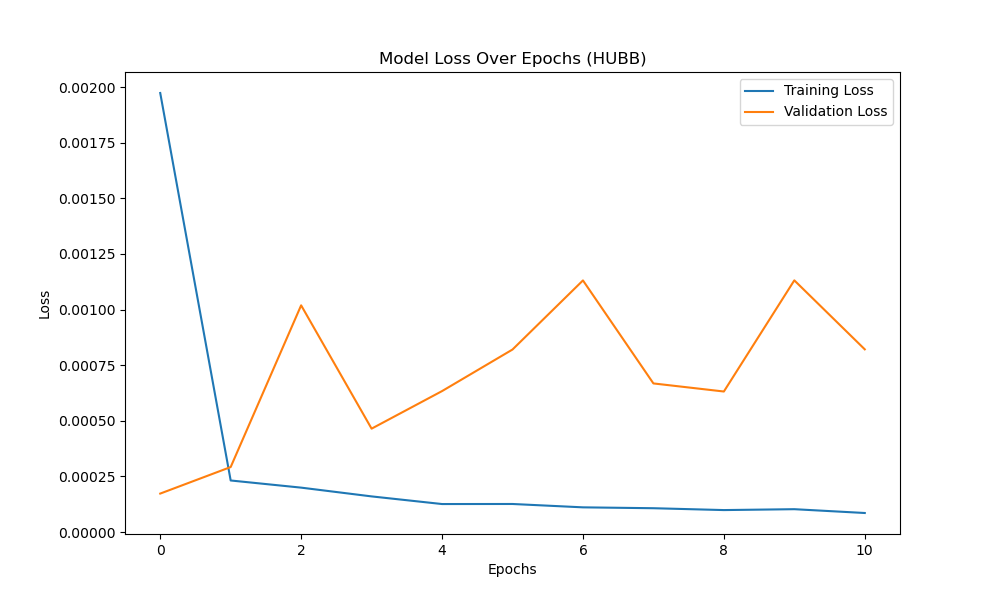 Model Loss Over Epochs (HUBB)
Training Loss
Validation Loss
0.00200
0.00175
0.00150
0.00125
0.00100
0.00075
0.00050
0.00025
0.00000
Loss
0 2 4 6 8 10
Epochs